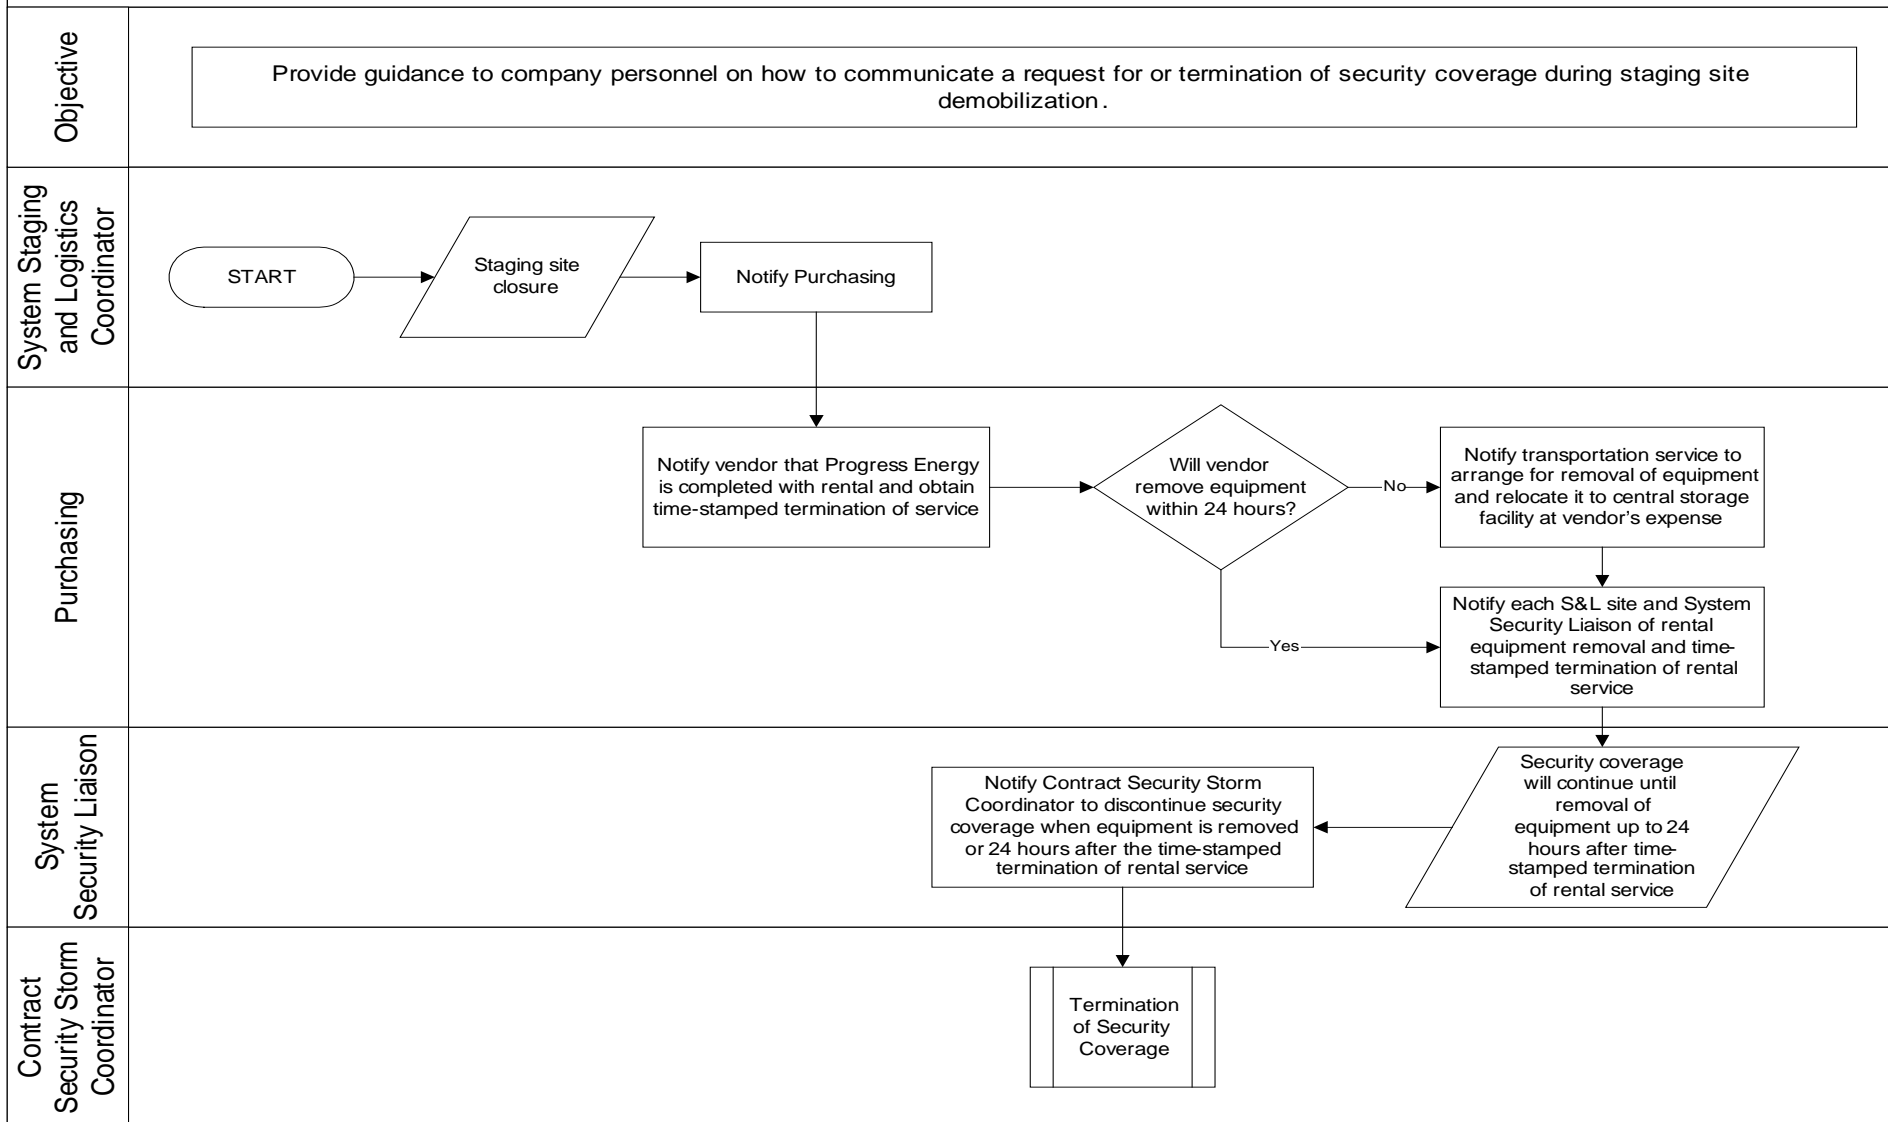 Objective
Provide guidance to company personnel on how to communicate a request for or termination of security coverage during staging site
demobilization.
System Staging
and Logistics
Coordinator
START
Staging site
closure
Notify Purchasing
Purchasing
Notify vendor that Progress Energy
is completed with rental and obtain
time-stamped termination of service
Will vendor
remove equipment
within 24 hours?
No
Notify transportation service to
arrange for removal of equipment
and relocate it to central storage
facility at vendor's expense
Yes
Notify each S&L site and System
Security Liaison of rental
equipment removal and time-
stamped termination of rental
service
System
Security Liaison
Security coverage
will continue until
removal of
equipment up to 24
hours after time-
stamped termination
of rental service
Notify Contract Security Storm
Coordinator to discontinue security
coverage when equipment is removed
or 24 hours after the time-stamped
termination of rental service
Contract
Security Storm
Coordinator
Termination
of Security
Coverage